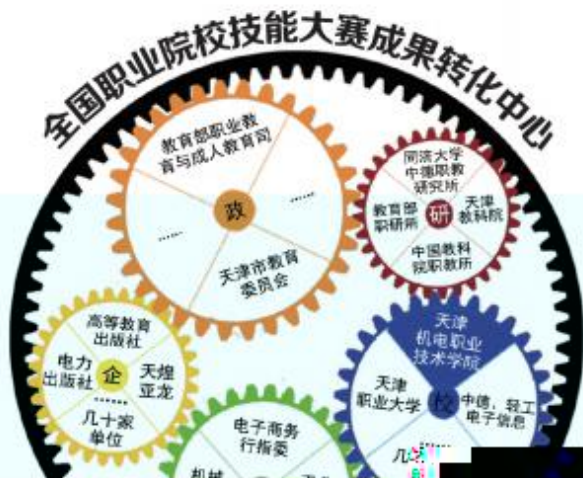 全国职业院校技能大赛成果转化中心
教育部职业教
育与成人教育司
……
政
……
天津市教育
委员会
同济大学
中德职教
研究所
教育部
职研所
研
天津
教科院
中国教科
院职教所
高等教育
出版社
电力
出版社
企
天煌
亚龙
……
几十家
单位
天津
机电职业
技术学院
天津
职业大学
校
中德，轻工
电子信息
……
电子商务
行指委
机械